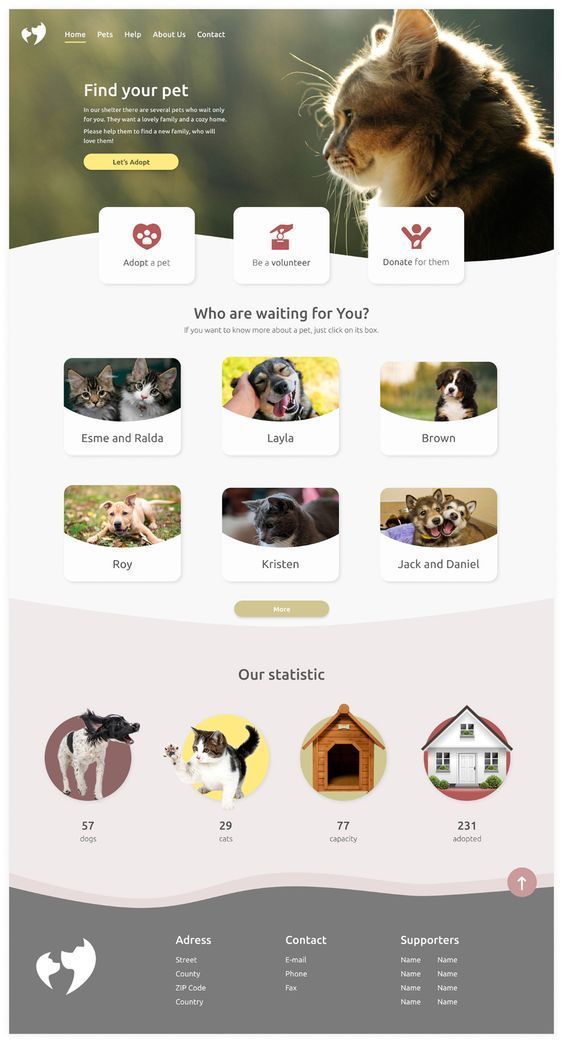 Home Pets Help About Us Contact
Find your pet
In our shelter there are several pets who wait only
for you. They want a lovely family and a cozy home.
Please help them to find a new family, who will
love them!
Let's Adopt
Adopt a pet
Be a volunteer
Donate for them
Who are waiting for You?
If you want to know more about a pet, just click on its box.
Esme and Ralda
Layla
Brown
Roy
Kristen
Jack and Daniel
More
Our statistic
57
dogs
29
cats
77
capacity
231
adopted
Adress
Street
County
ZIP Code
Country
Contact
E-mail
Phone
Fax
Supporters
Name Name
Name Name
Name Name
Name Name